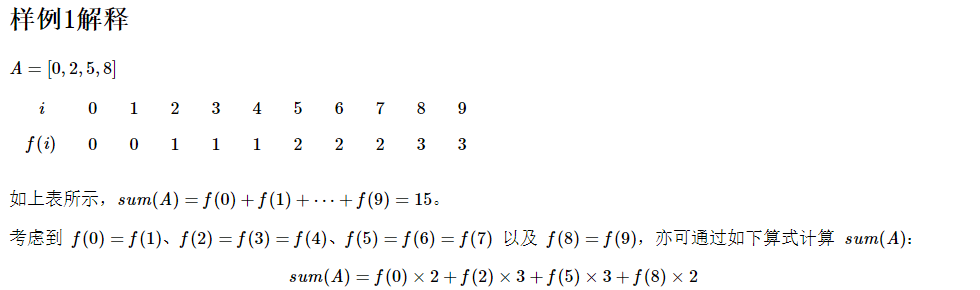 样例1解释
A = [0, 2, 5, 8]
i 0 1 2 3 4 5 6 7 8 9
f(i) 0 0 1 1 1 2 2 2 3 3
如上表所示，sum(A) = f(0) + f(1) + ⋯ + f(9) = 15。
考虑到 f(0) = f(1)、f(2) = f(3) = f(4)、f(5) = f(6) = f(7) 以及 f(8) = f(9)，亦可通过如下算式计算 sum(A)：
sum(A) = f(0) × 2 + f(2) × 3 + f(5) × 3 + f(8) × 2